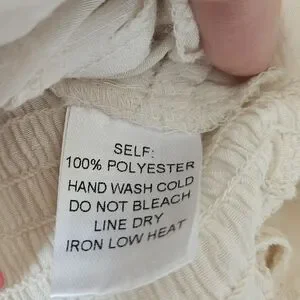 SELF:
100% POLYESTER
HAND WASH COLD
DO NOT BLEACH
LINE DRY
IRON LOW HEAT